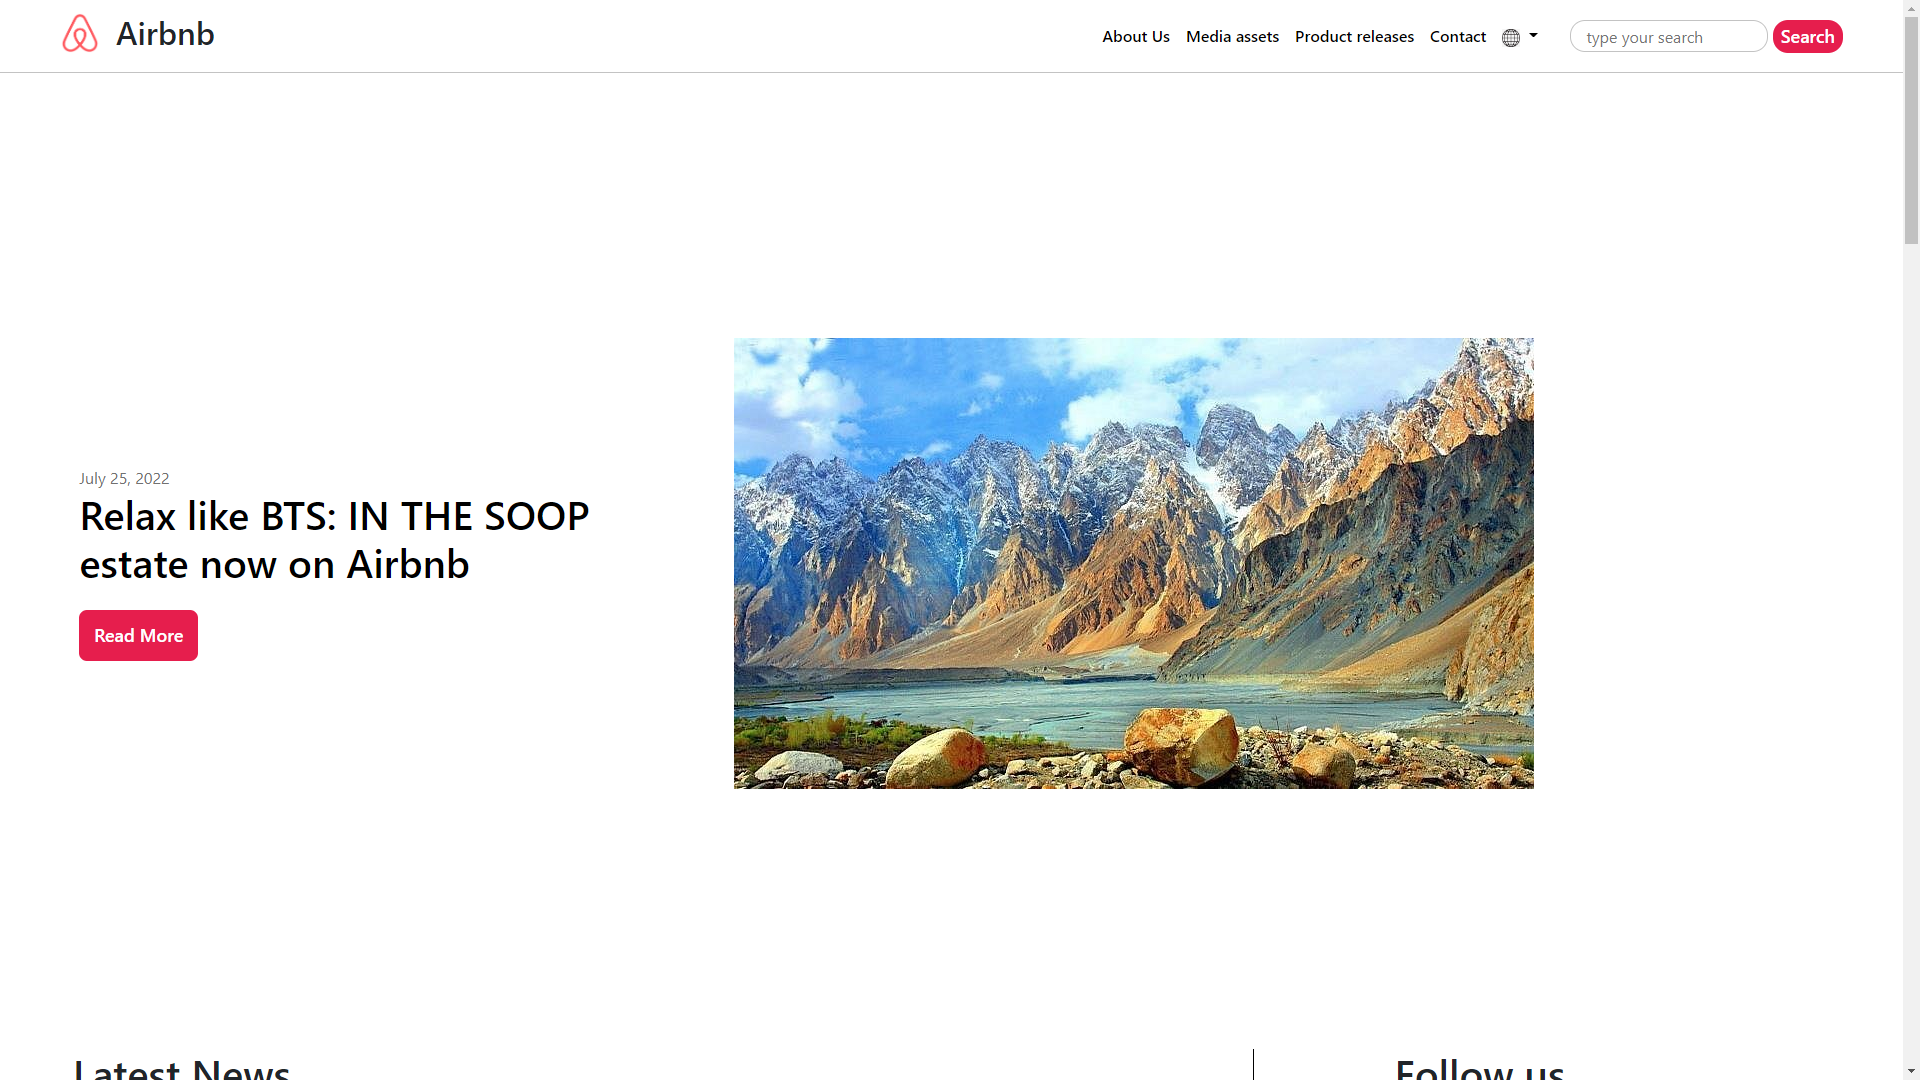 Airbnb
About Us
Media assets
Product releases
Contact
type your search
Search
July 25, 2022
Relax like BTS: IN THE SOOP
estate now on Airbnb
Read More
Latest News
Follow us